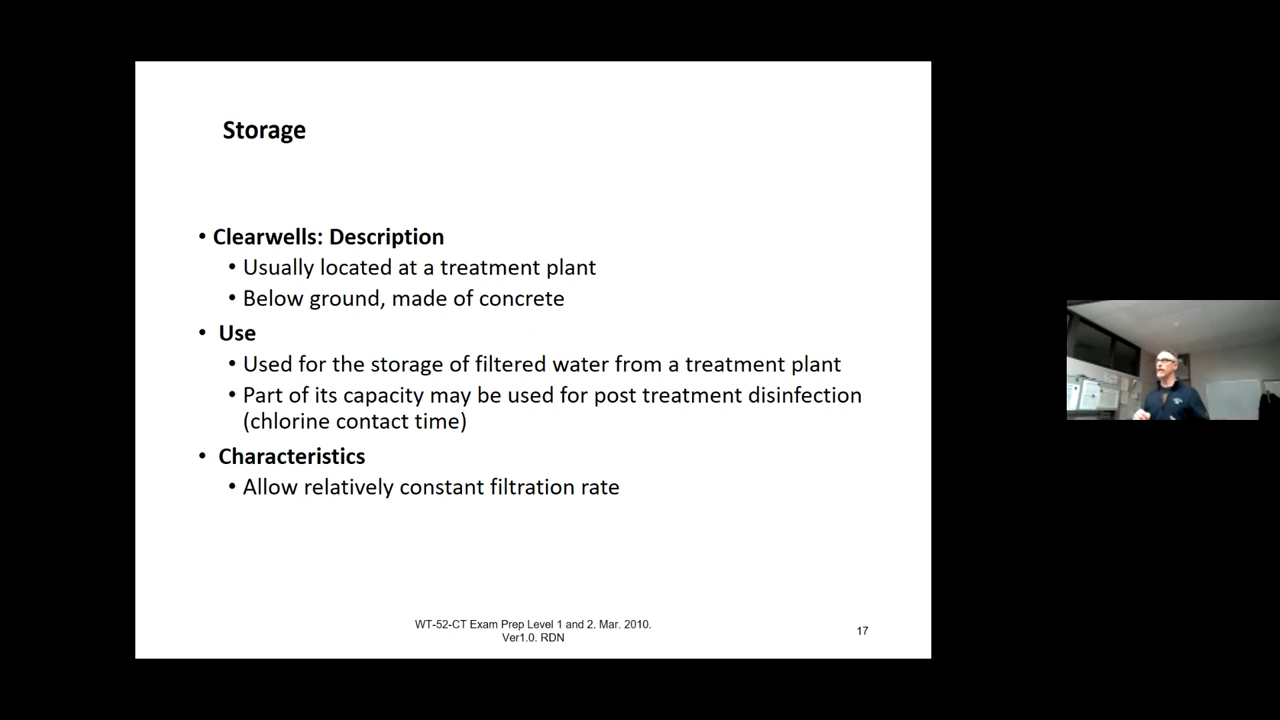 Storage
• Clearwells: Description
• Usually located at a treatment plant
• Below ground, made of concrete
• Use
• Used for the storage of filtered water from a treatment plant
• Part of its capacity may be used for post treatment disinfection
(chlorine contact time)
• Characteristics
• Allow relatively constant filtration rate
WT-52-CT Exam Prep Level 1 and 2. Mar. 2010.
Ver1.0. RDN
17